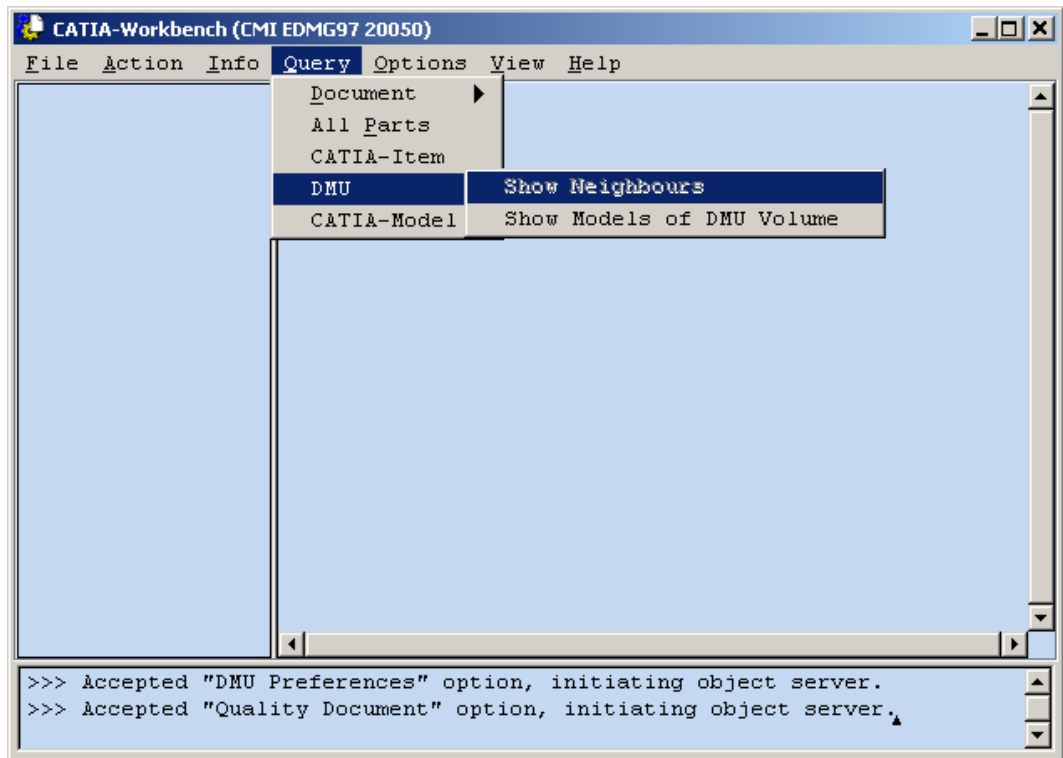 CATIA-Workbench (CMI EDMG97 20050)
File Action Info Query Options View Help
Document
All Parts
CATIA-Item
DMU
Show Neighbours
CATIA-Model
Show Models of DMU Volume
>>> Accepted "DMU Preferences" option, initiating object server.
>>> Accepted "Quality Document" option, initiating object server.